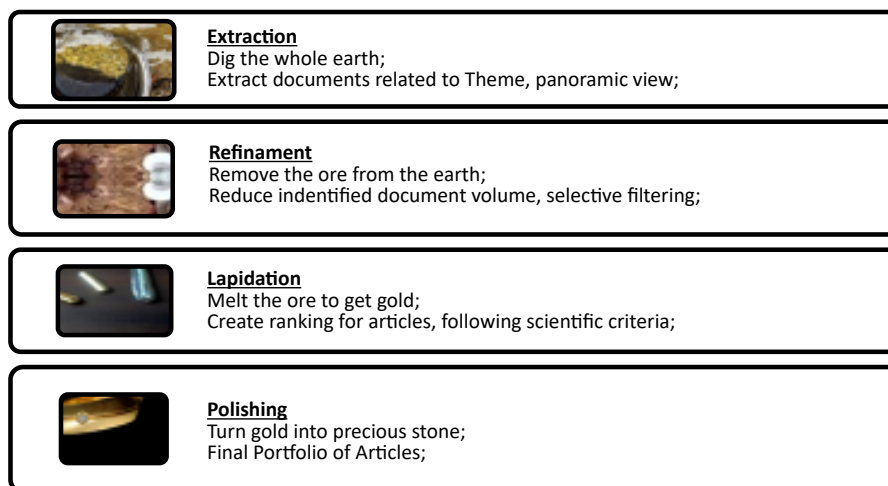 Extraction
Dig the whole earth;
Extract documents related to Theme, panoramic view;
Refinament
Remove the ore from the earth;
Reduce indentified document volume, selective filtering;
Lapidation
Melt the ore to get gold;
Create ranking for articles, following scientific criteria;
Polishing
Turn gold into precious stone;
Final Portfolio of Articles;